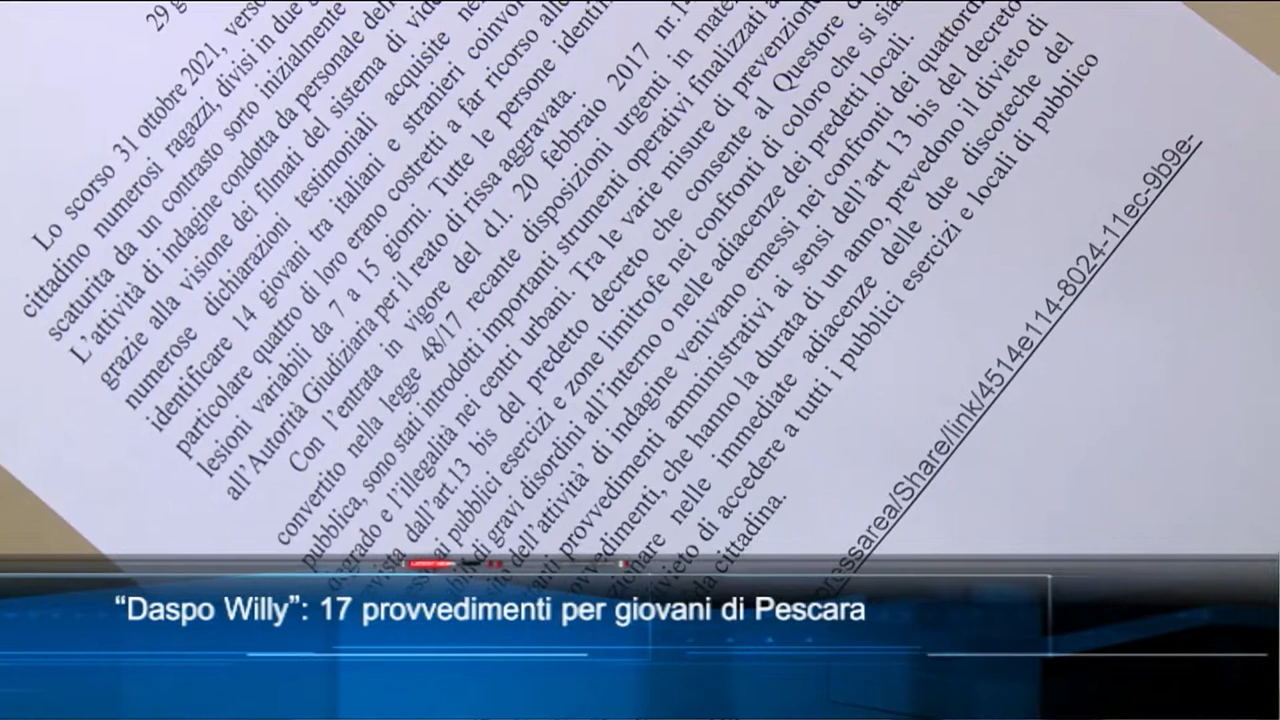 29
Lo scorso 31 ottobre 2021, verso
cittadino numerosi ragazzi, divisi in due
scaturita da un contrasto sorto inizialmente
L'attività di indagine condotta da personale
grazie alla visione dei filmati del sistema di
numerose dichiarazioni testimoniali acquisite
identificare 14 giovani tra italiani e stranieri
particolare quattro di loro erano costretti a far ricorso
lesioni variabili da 7 a 15 giorni. Tutte le persone
all'Autorità Giudiziaria per il reato di rissa aggravata.
Con l'entrata in vigore del d.l. 20 febbraio 2017 nr.14
convertito nella legge 48/17 recante disposizioni urgenti in
pubblica, sono stati introdotti importanti strumenti operativi finalizzati
degrado e l'illegalità nei centri urbani. Tra le varie misure di prevenzione
dall'art.13 bis del predetto decreto che consente al Questore
ai pubblici esercizi e zone limitrofe nei confronti di coloro che si
di gravi disordini all'interno o nelle adiacenze dei predetti locali.
dell'attività' di indagine venivano emessi nei confronti dei
provvedimenti amministrativi ai sensi dell'art 13 bis del decreto
che hanno la durata di un anno, prevedono il divieto di
nelle immediate adiacenze delle due discoteche del
divieto di accedere a tutti i pubblici esercizi e locali di pubblico
cittadina.
pressarea/Share/link/4514e114-8024-11ec-9b9e-
LATEST NEWS
“Daspo Willy”: 17 provvedimenti per giovani di Pescara